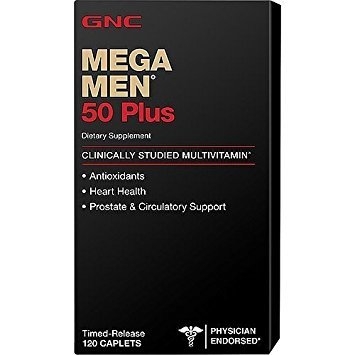 GNC
MEGA
MEN®
50 Plus
Dietary Supplement
CLINICALLY STUDIED MULTIVITAMIN^
• Antioxidants
• Heart Health
• Prostate & Circulatory Support
Timed-Release
120 CAPLETS
PHYSICIAN
ENDORSED*